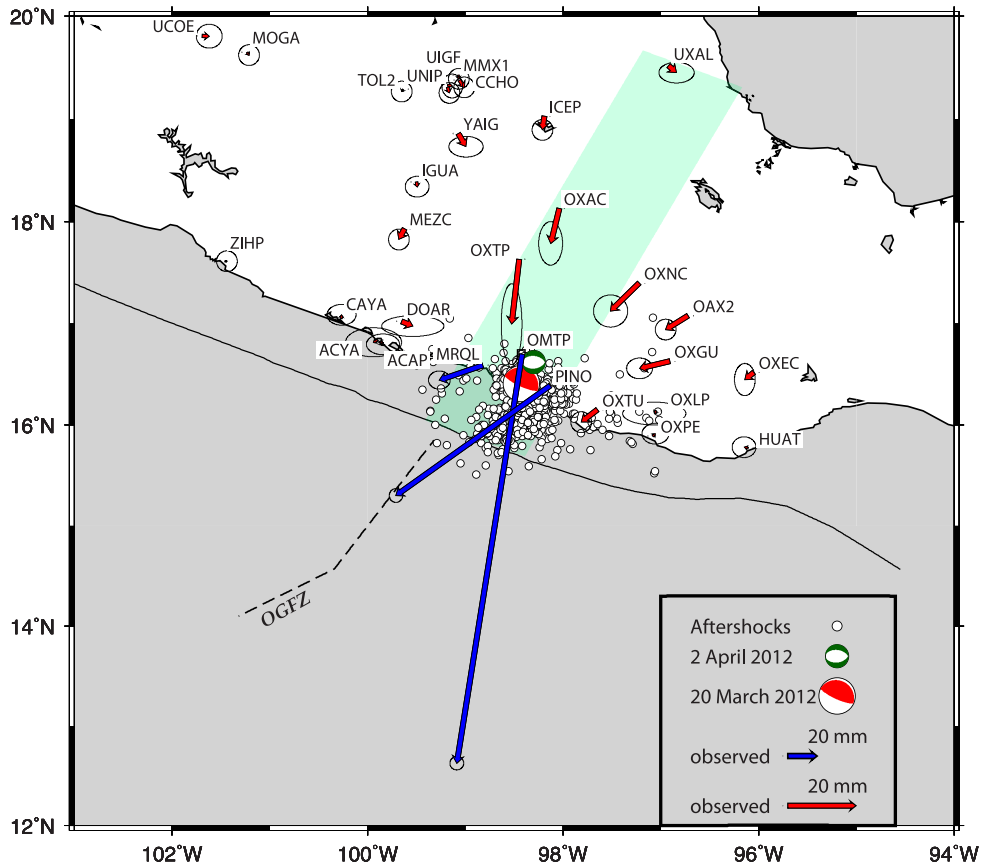 20°N
UCOE
MOGA
UIGF
MMX1
UXAL
TOL2
UNIP
CCHO
ICEP
YAIG
IGUA
OXAC
18°N
MEZC
ZIHP
OXTP
OXNC
CAYA
DOAR
OAX2
ACYA
ACAP
MRQL
OMTP
OXGU
OXEC
PINO
OXTU
OXLP
16°N
OXPE
HUAT
14°N
OGFZ
Aftershocks
2 April 2012
20 March 2012
20 mm
observed
20 mm
observed
12°N
102°W
100°W
98°W
96°W
94°W